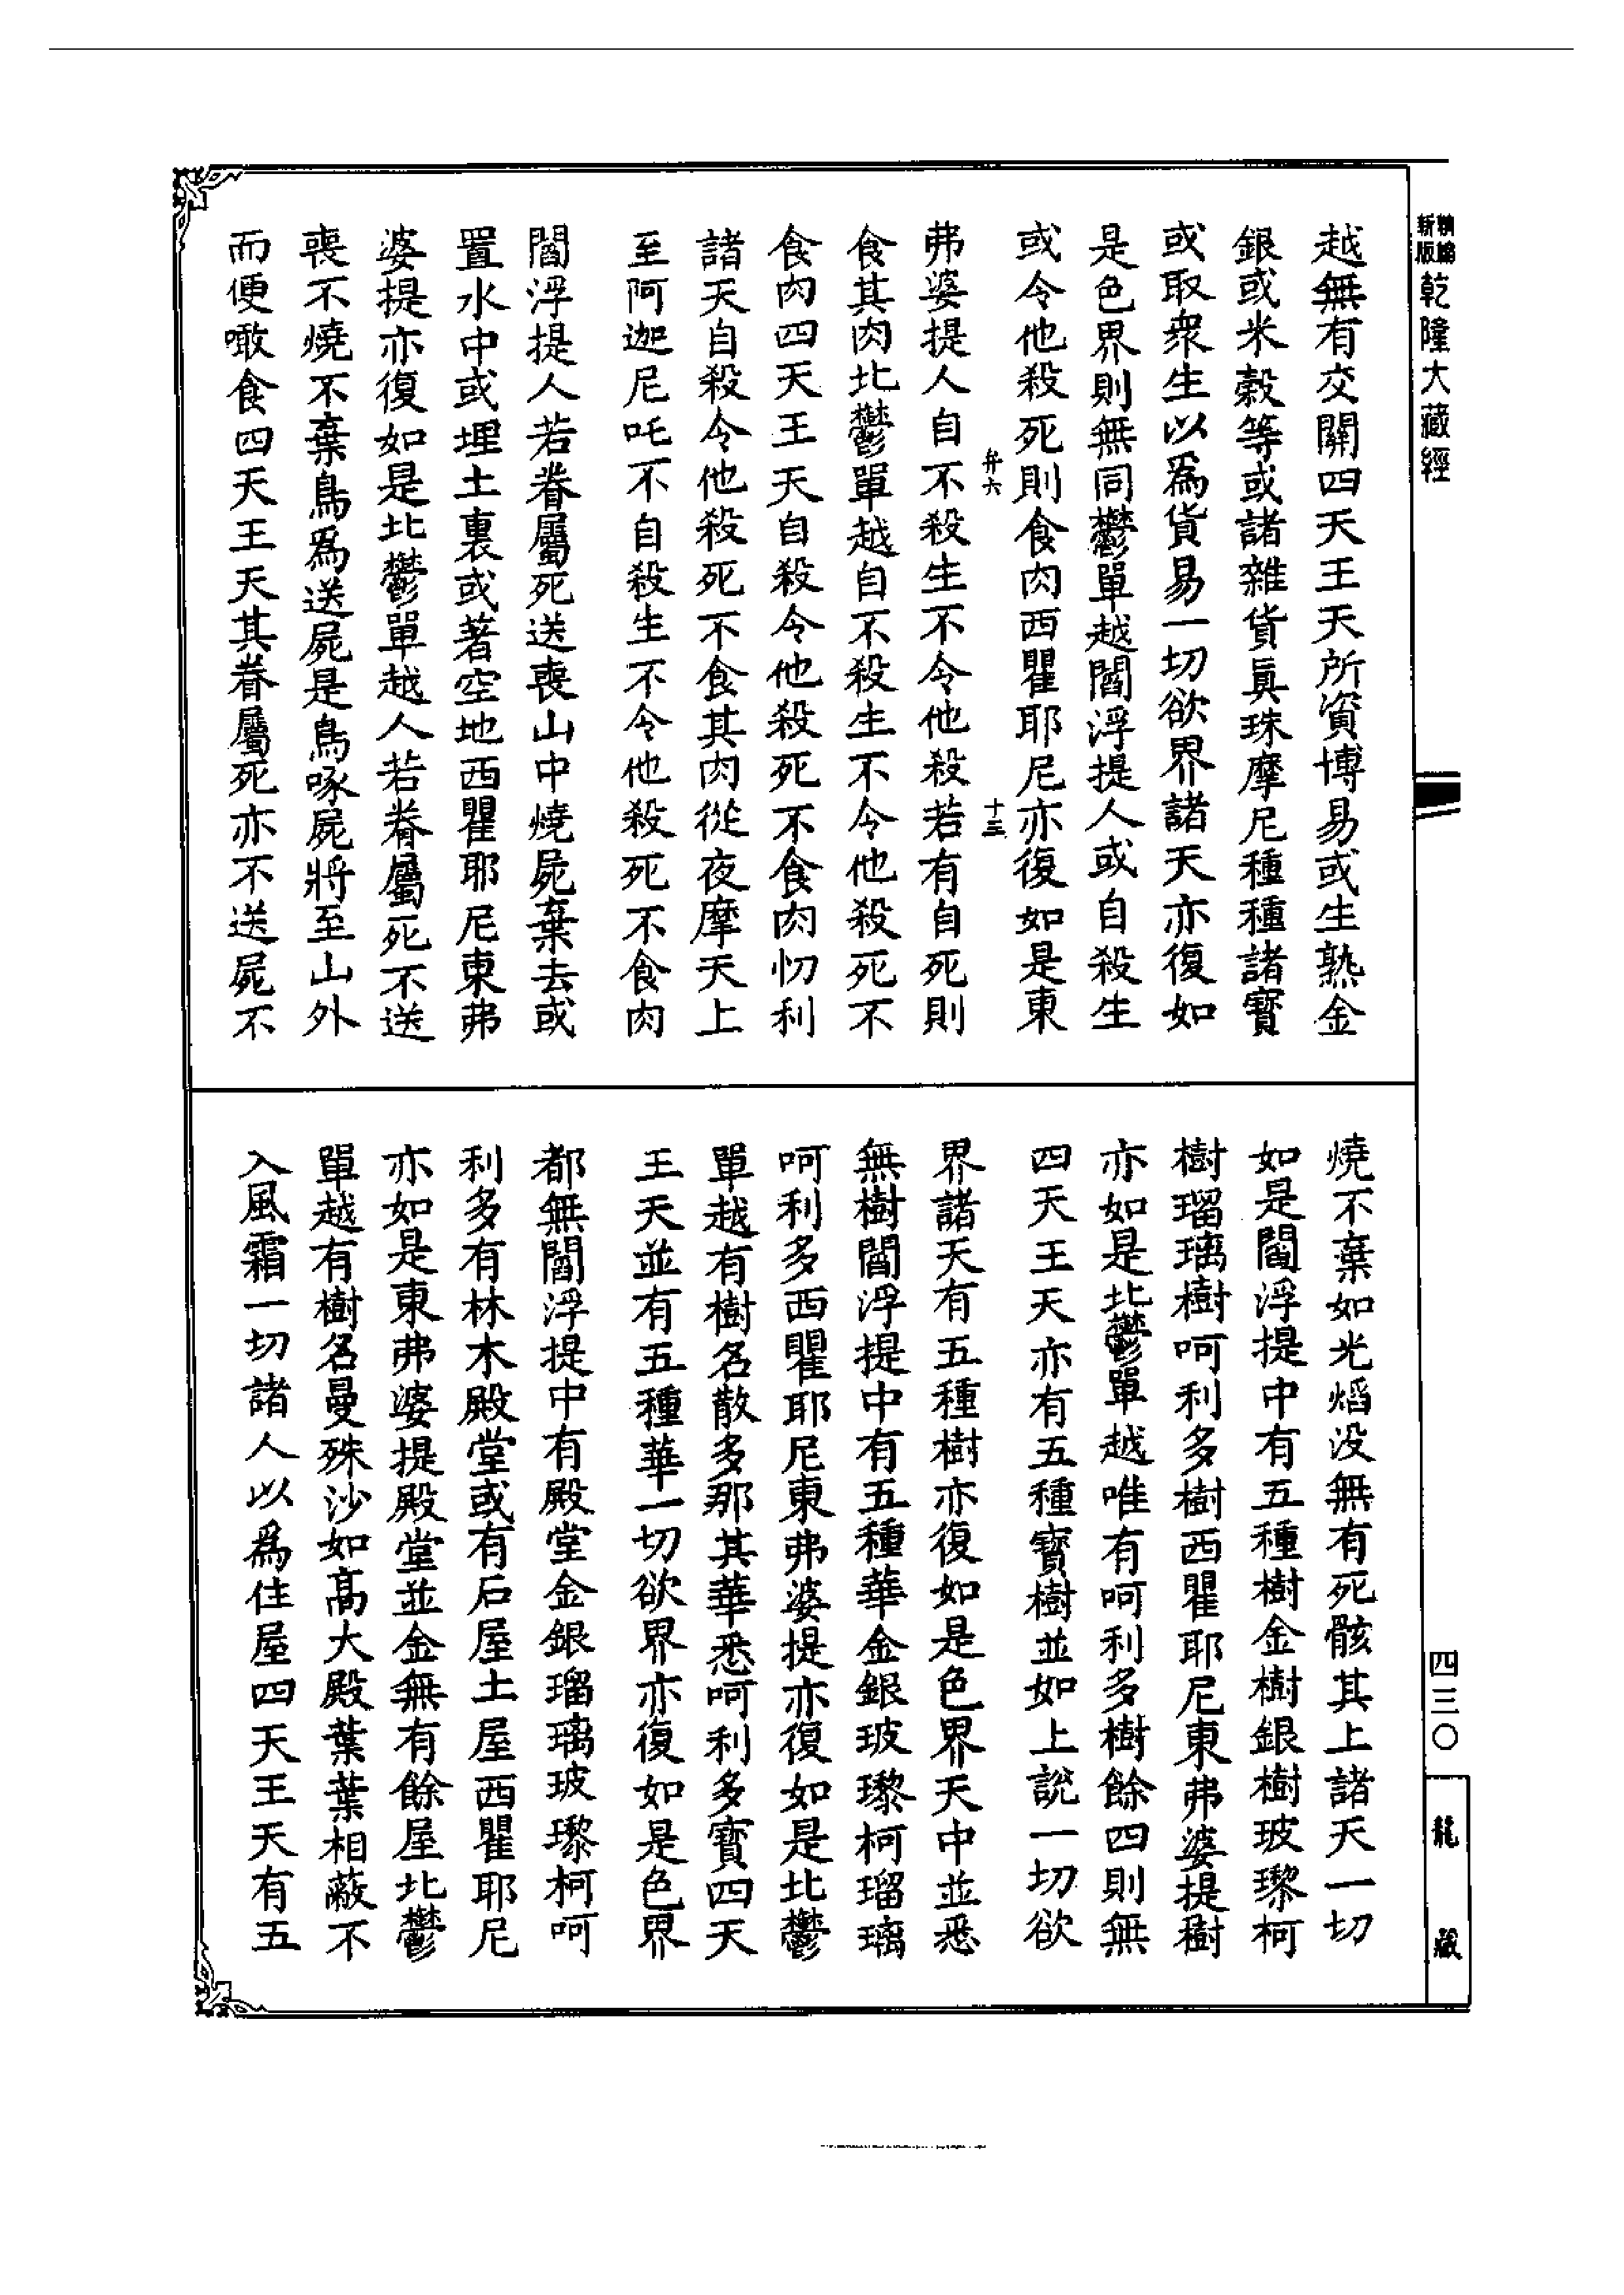 新編
新版
乾隆大藏經
越無有交關四天王天所資博易或生熟金
銀或米穀等或諸雜貨眞珠摩尼種種諸寶
或取衆生以爲貨易一切欲界諸天亦復如
是色界則無同鬱單越閻浮提人或自殺生
或令他殺死則食肉西瞿耶尼亦復如是東
弁六
十三
弗婆提人自不殺生不令他殺若有自死則
食其肉北鬱單越自不殺生不令他殺死不
食肉四天王天自殺令他殺死不食肉忉利
諸天自殺令他殺死不食其肉從夜摩天上
至阿迦尼吒不自殺生不令他殺死不食肉
閻浮提人若眷屬死送喪山中燒屍棄去或
置水中或埋土裏或著空地西瞿耶尼東弗
婆提亦復如是北鬱單越人若眷屬死不送
喪不燒不棄鳥爲送屍是鳥啄屍將至山外
而便噉食四天王天其眷屬死亦不送屍不
燒不棄如光焰没無有死骸其上諸天一切
如是閻浮提中有五種樹金樹銀樹玻瓈柯
樹瑠璃樹呵利多樹西瞿耶尼東弗婆提樹
亦如是北鬱單越唯有呵利多樹餘四則無
四天王天亦有五種寶樹並如上說一切欲
界諸天有五種樹亦復如是色界天中並悉
無樹閻浮提中有五種華金銀玻瓈柯瑠璃
呵利多西瞿耶尼東弗婆提亦復如是北鬱
單越有樹名散多那其華悉呵利多寶四天
王天並有五種華一切欲界亦復如是色界
都無閻浮提中有殿堂金銀瑠璃玻瓈柯呵
利多有林木殿堂或有石屋土屋西瞿耶尼
亦如是東弗婆提殿堂並金無有餘屋北鬱
單越有樹名曼殊沙如高大殿葉葉相蔽不
入風霜一切諸人以爲住屋四天王天有五
四三〇
龍藏